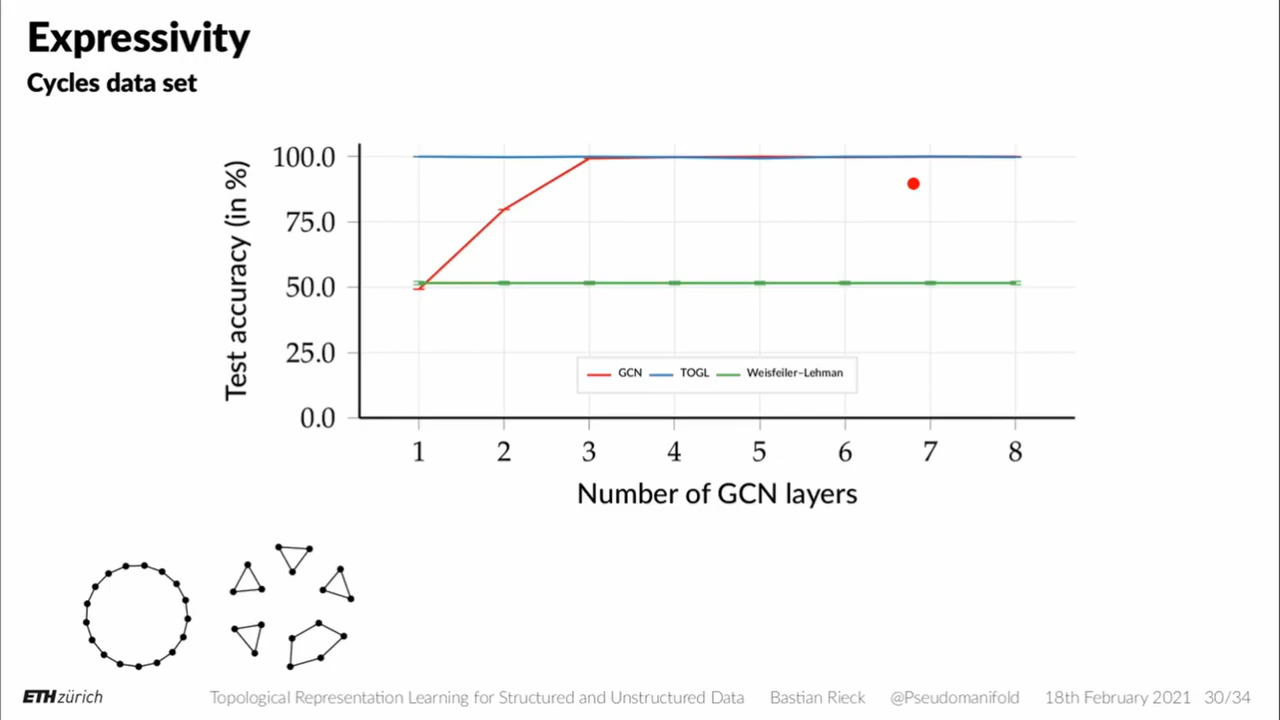 Expressivity
Cycles data set
Test accuracy (in %)
100.0
75.0
50.0
25.0
0.0
GCN TOGL Weisfeiler–Lehman
1 2 3 4 5 6 7 8
Number of GCN layers
ETH zürich Topological Representation Learning for Structured and Unstructured Data Bastian Rieck @Pseudomanifold 18th February 2021 30/34